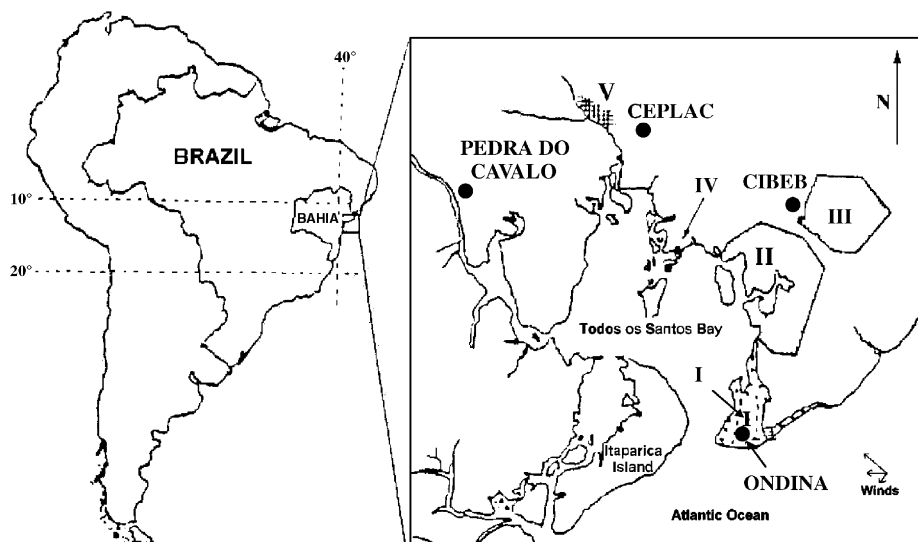 40°
BRAZIL
10°
BAHIA
20°
V
CEPLAC
N
PEDRA DO
CAVALO
IV
CIBEB
III
II
Todos os Santos Bay
I
I
Itaparica
Island
ONDINA
Winds
Atlantic Ocean